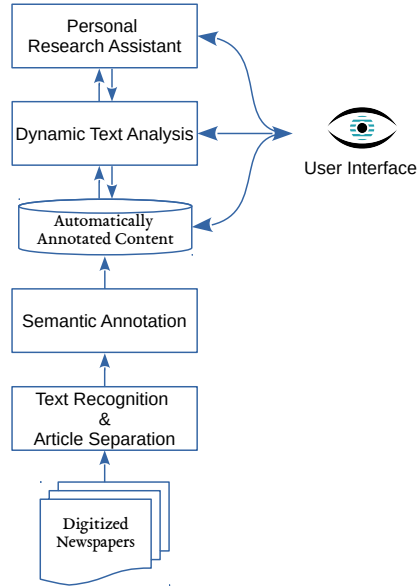 Personal
Research Assistant
Dynamic Text Analysis
User Interface
Automatically
Annotated Content
Semantic Annotation
Text Recognition
&
Article Separation
Digitized
Newspapers